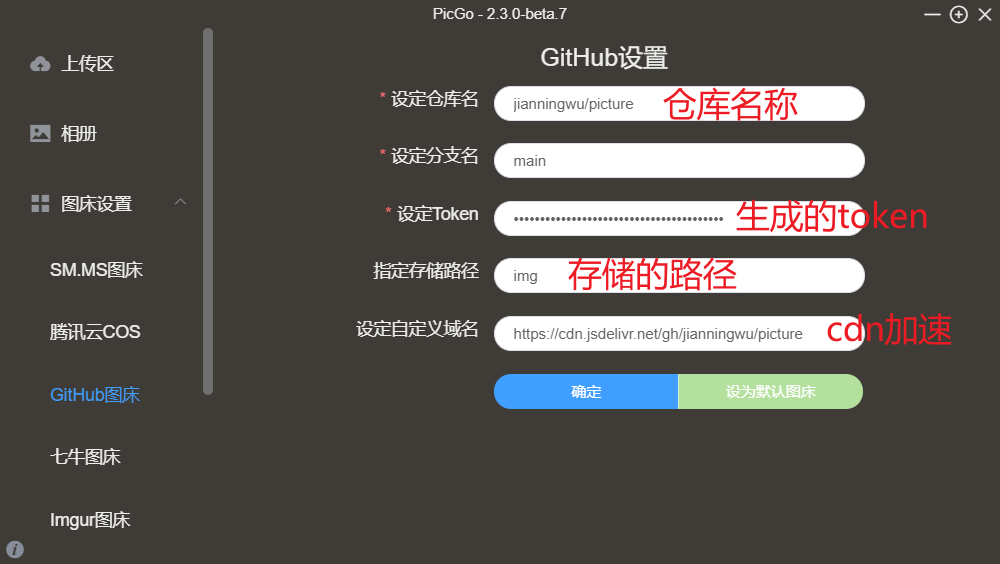 PicGo - 2.3.0-beta.7
上传区
相册
图床设置
SM.MS图床
腾讯云COS
GitHub图床
七牛图床
Imgur图床
GitHub设置
* 设定仓库名 jianningwu/picture 仓库名称
* 设定分支名 main
* 设定Token •••••••••••••••••••••••••••••••••••••••• 生成的token
指定存储路径 img 存储的路径
设定自定义域名 https://cdn.jsdelivr.net/gh/jianningwu/picture cdn加速
确定 设为默认图床